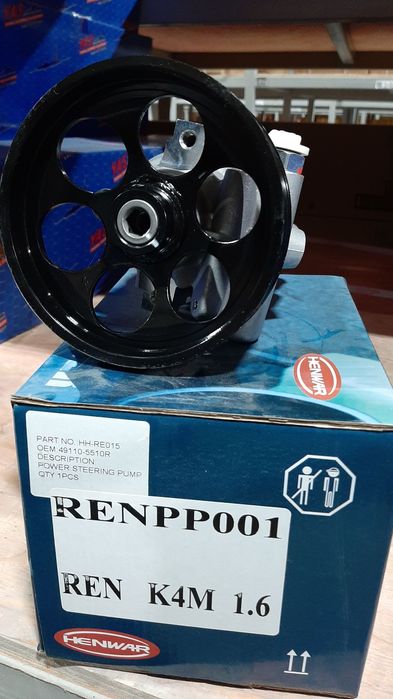 HENWAR
PART NO. HH-RE015
OEM:49110-5510R
DESCRIPTION:
POWER STEERING PUMP
QTY 1PCS
RENPP001
REN K4M 1.6
HENWAR